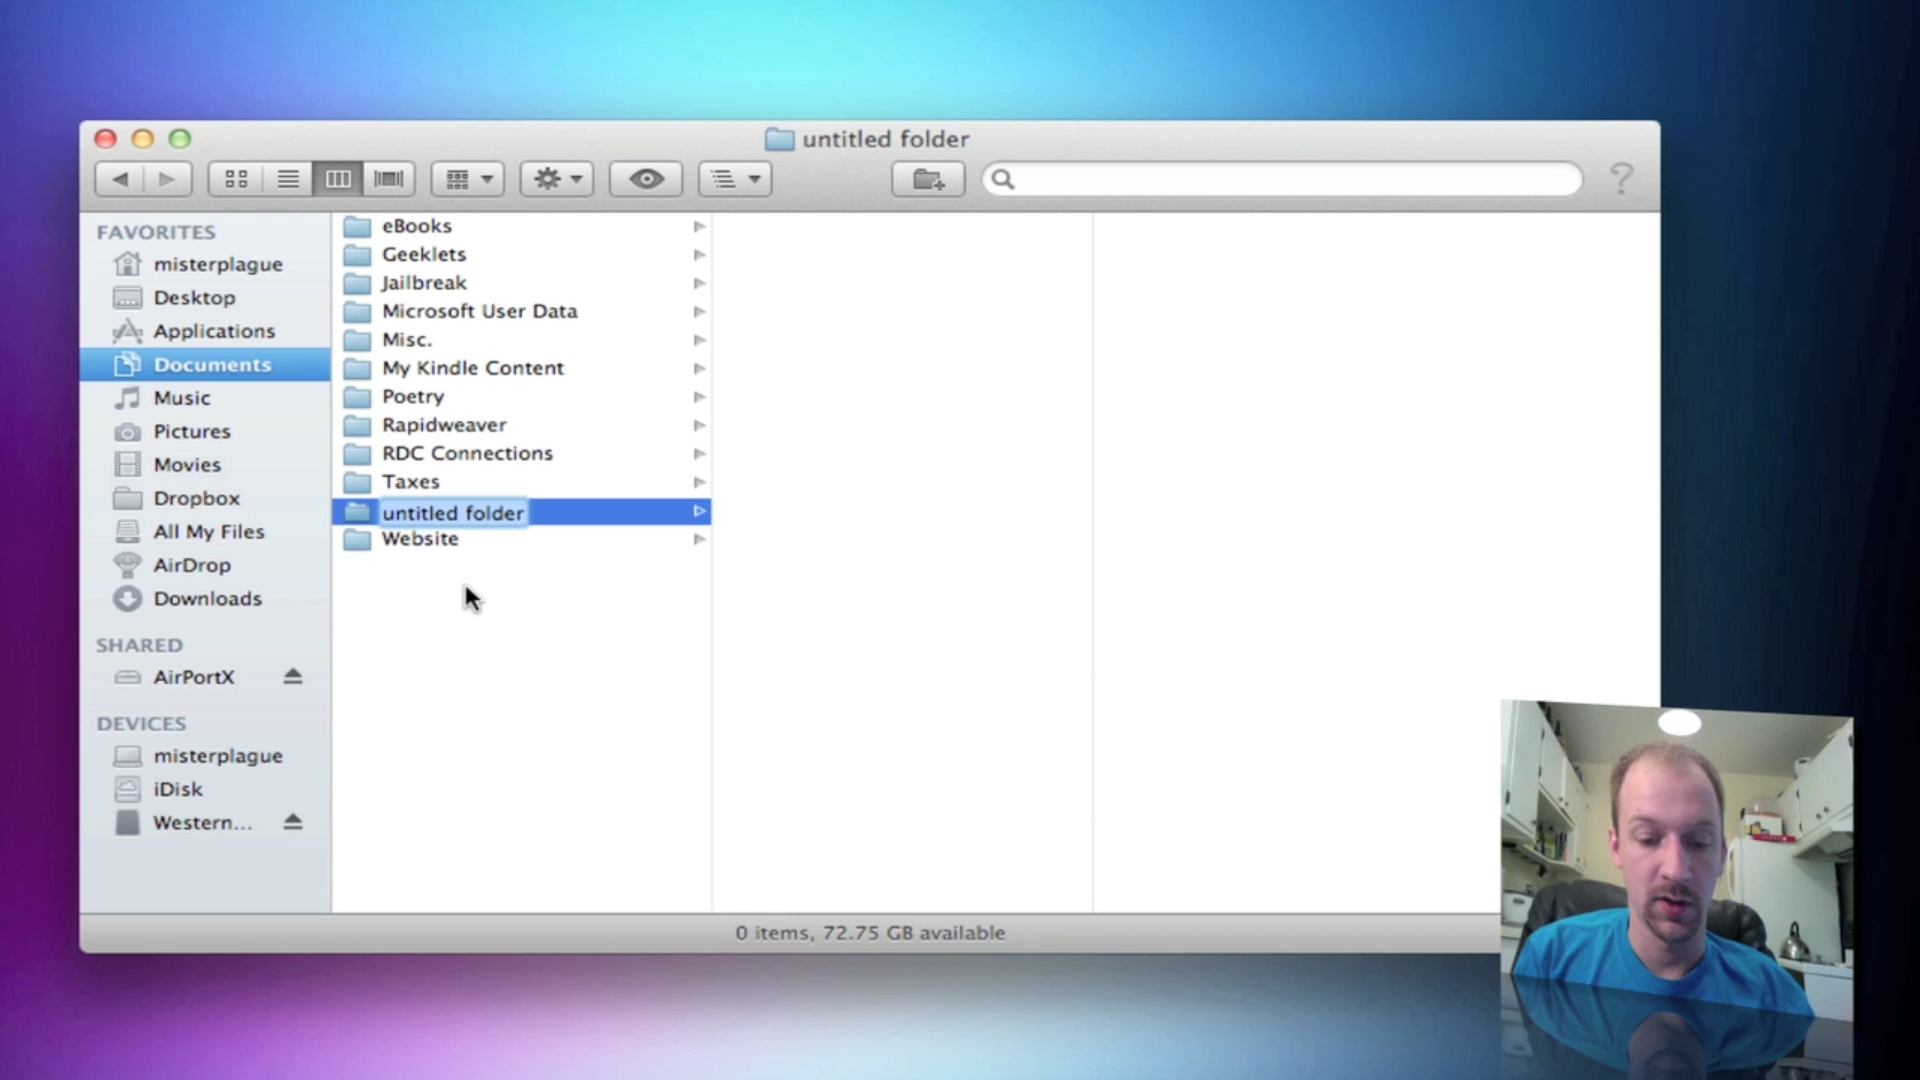 untitled folder
FAVORITES
misterplague
Desktop
Applications
Documents
Music
Pictures
Movies
Dropbox
All My Files
AirDrop
Downloads
SHARED
AirPortX
DEVICES
misterplague
iDisk
Western...
eBooks
Geeklets
Jailbreak
Microsoft User Data
Misc.
My Kindle Content
Poetry
Rapidweaver
RDC Connections
Taxes
untitled folder
Website
0 items, 72.75 GB available